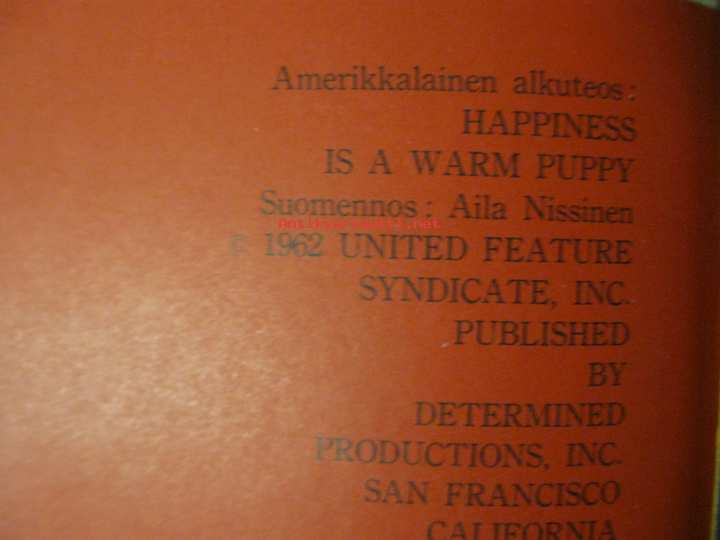 Amerikkalainen alkuteos:
HAPPINESS
IS A WARM PUPPY
Suomennos: Aila Nissinen
© 1962 UNITED FEATURE
SYNDICATE, INC.
PUBLISHED
BY
DETERMINED
PRODUCTIONS, INC.
SAN FRANCISCO
CALIFORNIA